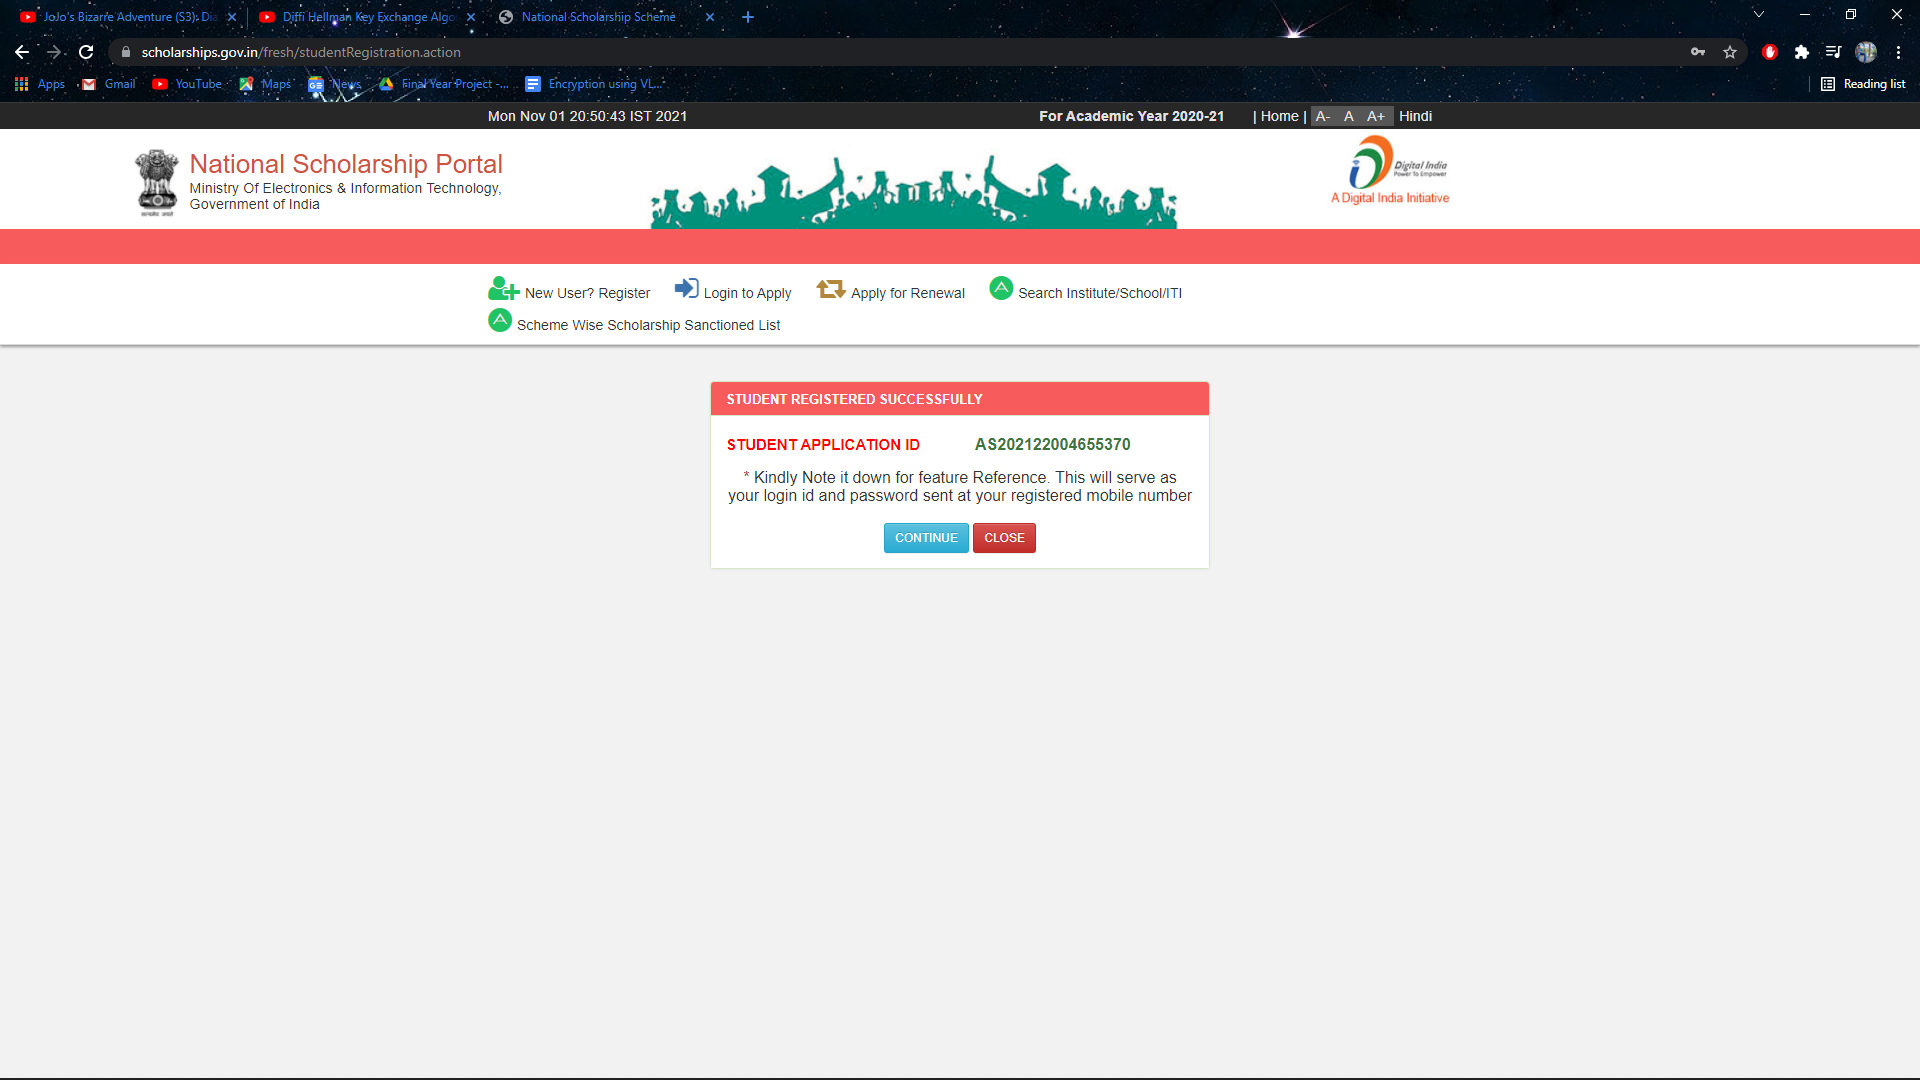 JoJo's Bizarre Adventure (S3): Dia
Diffi Hellman Key Exchange Algo
National Scholarship Scheme
scholarships.gov.in/fresh/studentRegistration.action
Apps
Gmail
YouTube
Maps
News
Final Year Project -...
Encryption using VL...
Reading list
Mon Nov 01 20:50:43 IST 2021
For Academic Year 2020-21
| Home |
A- A A+
Hindi
National Scholarship Portal
Ministry Of Electronics & Information Technology,
Government of India
Digital India
Power To Empower
A Digital India Initiative
New User? Register
Login to Apply
Apply for Renewal
Search Institute/School/ITI
Scheme Wise Scholarship Sanctioned List
STUDENT REGISTERED SUCCESSFULLY
STUDENT APPLICATION ID AS202122004655370
* Kindly Note it down for feature Reference. This will serve as
your login id and password sent at your registered mobile number
CONTINUE
CLOSE